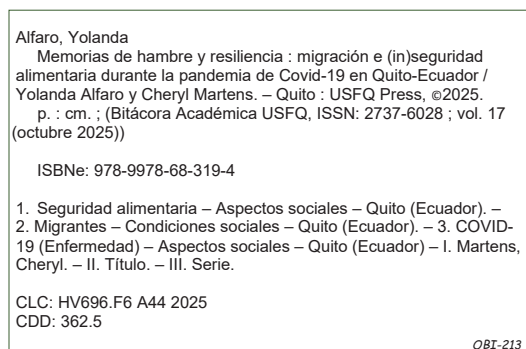 Alfaro, Yolanda
Memorias de hambre y resiliencia : migración e (in)seguridad
alimentaria durante la pandemia de Covid-19 en Quito-Ecuador /
Yolanda Alfaro y Cheryl Martens. – Quito : USFQ Press, ©2025.
p. : cm. ; (Bitácora Académica USFQ, ISSN: 2737-6028 ; vol. 17
(octubre 2025))
ISBNe: 978-9978-68-319-4
1. Seguridad alimentaria – Aspectos sociales – Quito (Ecuador). –
2. Migrantes – Condiciones sociales – Quito (Ecuador). – 3. COVID-
19 (Enfermedad) – Aspectos sociales – Quito (Ecuador) – I. Martens,
Cheryl. – II. Título. – III. Serie.
CLC: HV696.F6 A44 2025
CDD: 362.5
OBI-213